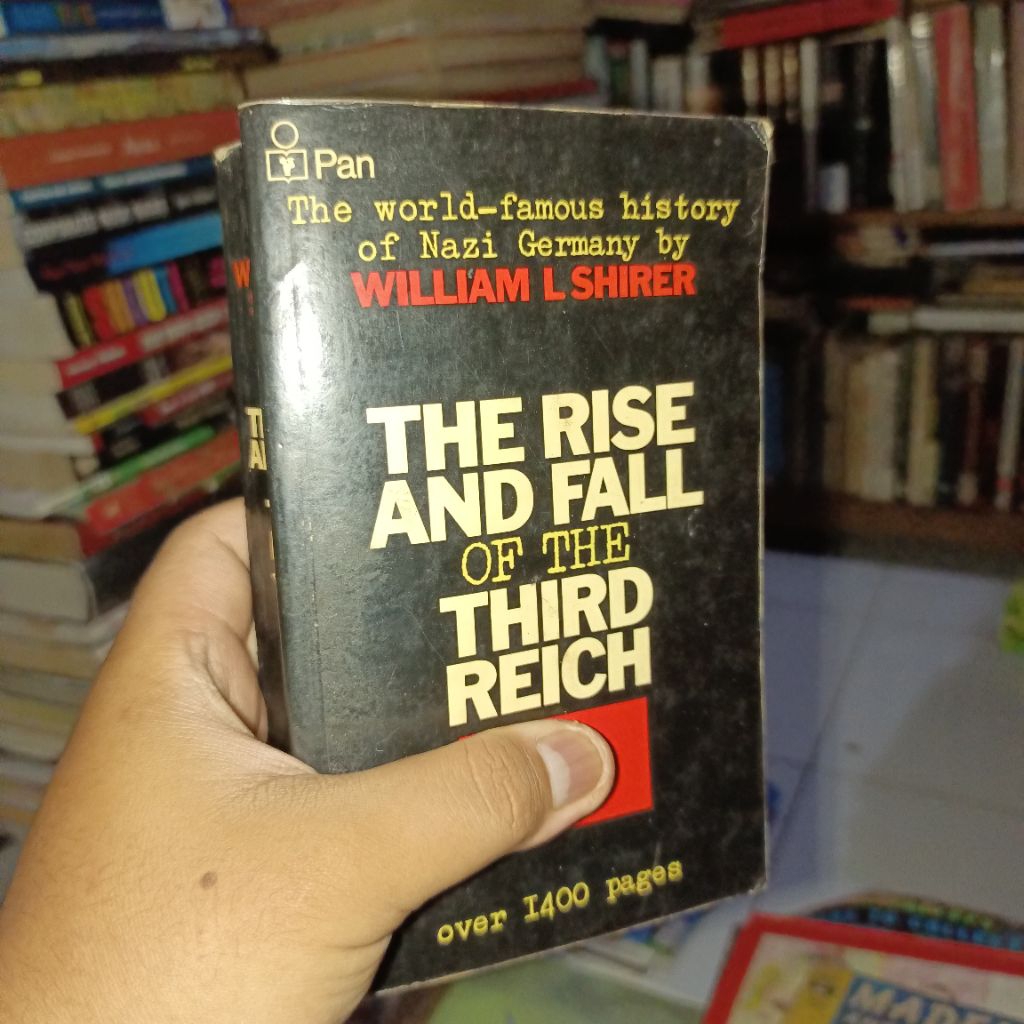 Pan
The world-famous history
of Nazi Germany by
WILLIAM L SHIRER
THE RISE
AND FALL
OF THE
THIRD
REICH
over 1400 pages